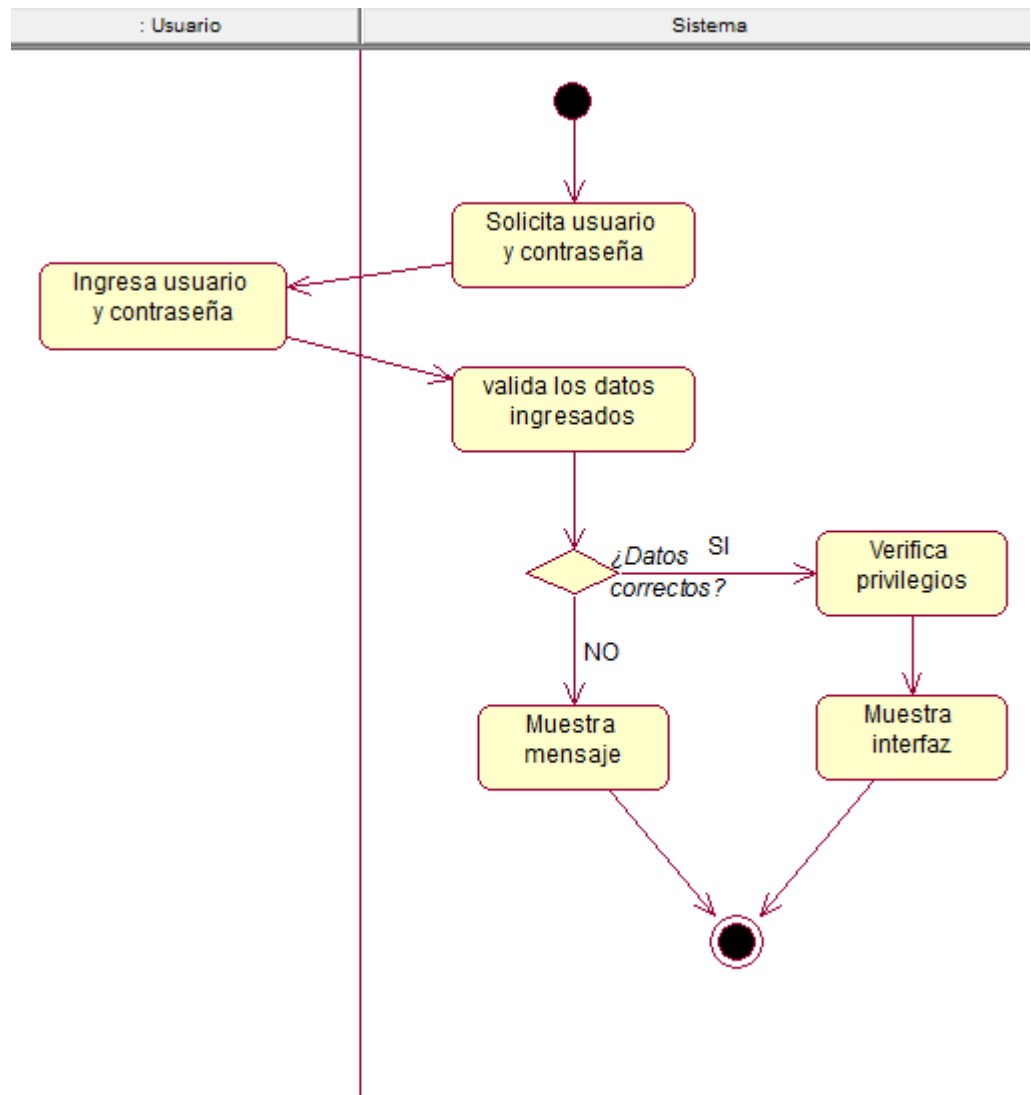 : Usuario
Sistema
Solicita usuario
y contraseña
Ingresa usuario
y contraseña
valida los datos
ingresados
¿Datos
correctos?
SI
Verifica
privilegios
NO
Muestra
mensaje
Muestra
interfaz